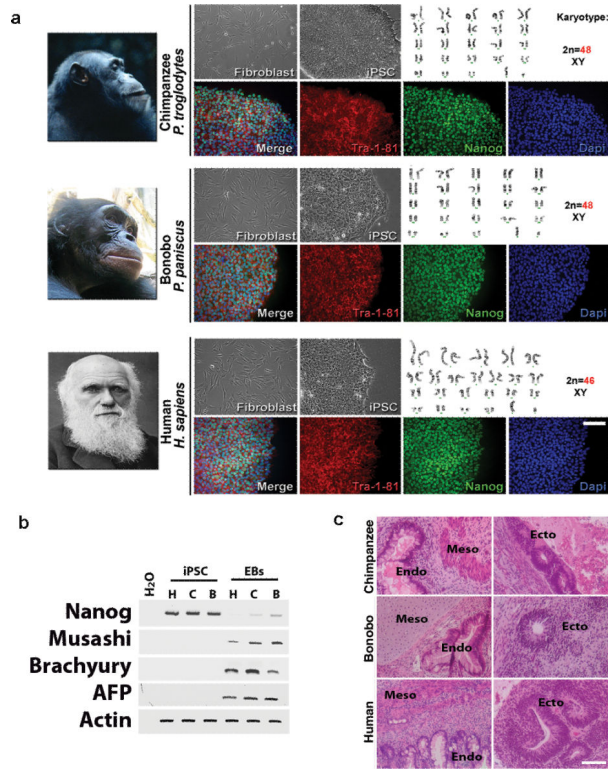 a
Chimpanzee
P. troglodytes
Fibroblast
iPSC
Karyotype:
2n=48
XY
Merge
Tra-1-81
Nanog
Dapi
Bonobo
P. paniscus
Fibroblast
iPSC
2n=48
XY
Merge
Tra-1-81
Nanog
Dapi
Human
H. sapiens
Fibroblast
iPSC
2n=46
XY
Merge
Tra-1-81
Nanog
Dapi
b
H2O
iPSC
EBs
H C B H C B
Nanog
Musashi
Brachyury
AFP
Actin
c
Chimpanzee
Endo
Meso
Ecto
Bonobo
Meso
Endo
Ecto
Human
Meso
Endo
Ecto